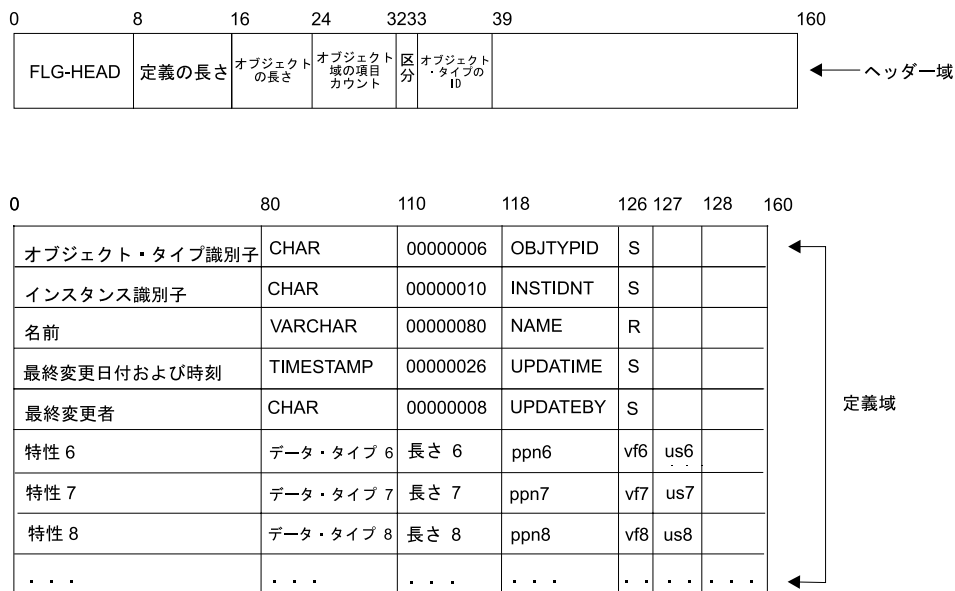 0 8 16 24 3233 39 160
FLG-HEAD 定義の長さ オブジェクトの長さ オブジェクト域の項目カウント 区分 オブジェクト・タイプのID ヘッダー域
0 80 110 118 126 127 128 160
オブジェクト・タイプ識別子 CHAR 00000006 OBJTYPID S
インスタンス識別子 CHAR 00000010 INSTIDNT S
名前 VARCHAR 00000080 NAME R
最終変更日付および時刻 TIMESTAMP 00000026 UPDATIME S
最終変更者 CHAR 00000008 UPDATEBY S
定義域
特性 6 データ・タイプ 6 長さ 6 ppn6 vf6 us6
特性 7 データ・タイプ 7 長さ 7 ppn7 vf7 us7
特性 8 データ・タイプ 8 長さ 8 ppn8 vf8 us8
. . . . . . . . . . . . . . . . . . .